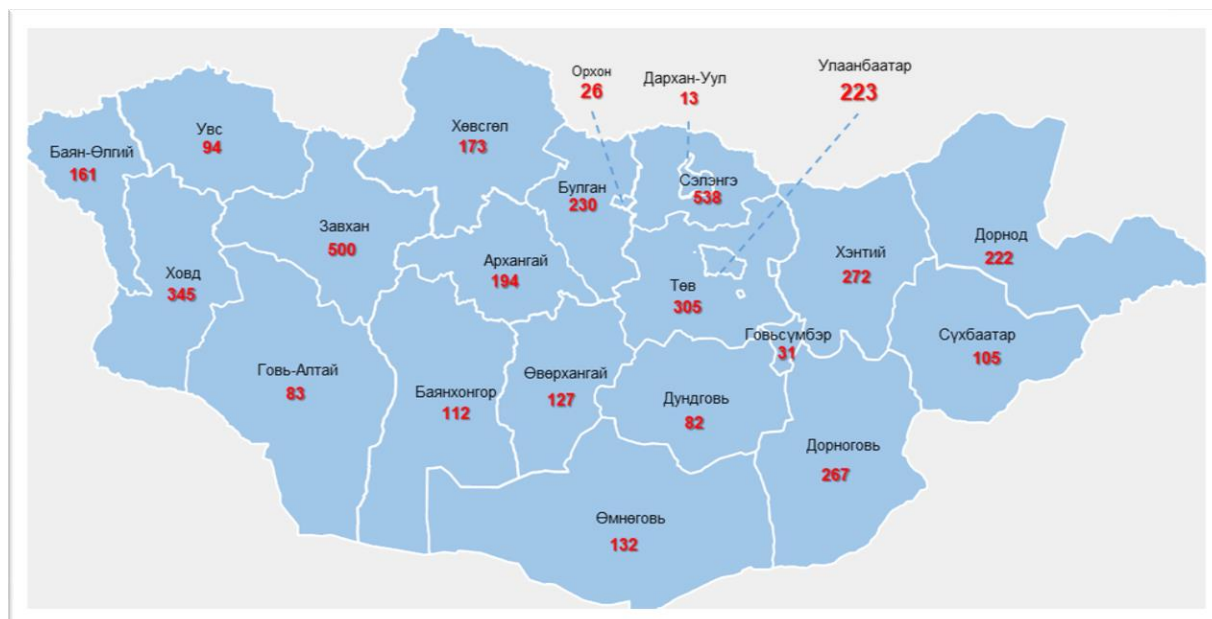 Орхон
26
Дархан-Уул
13
Улаанбаатар
223
Увс
94
Баян-Өлгий
161
Хөвсгөл
173
Булган
230
Сэлэнгэ
538
Завхан
500
Архангай
194
Ховд
345
Төв
305
Хэнтий
272
Дорнод
222
Говьсүмбэр
31
Сүхбаатар
105
Говь-Алтай
83
Баянхонгор
112
Өвөрхангай
127
Дундговь
82
Дорноговь
267
Өмнөговь
132